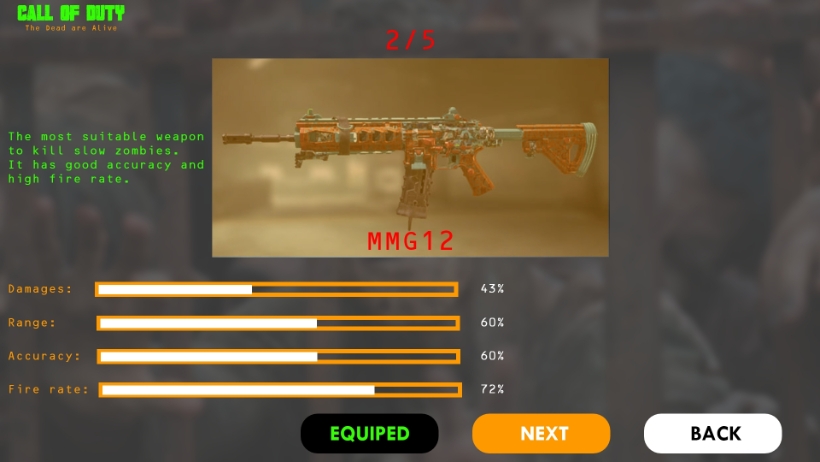 CALL OF DUTY
The Dead are Alive
2/5
The most suitable weapon
to kill slow zombies.
It has good accuracy and
high fire rate.
MMG12
Damages: 43%
Range: 60%
Accuracy: 60%
Fire rate: 72%
EQUIPED NEXT BACK